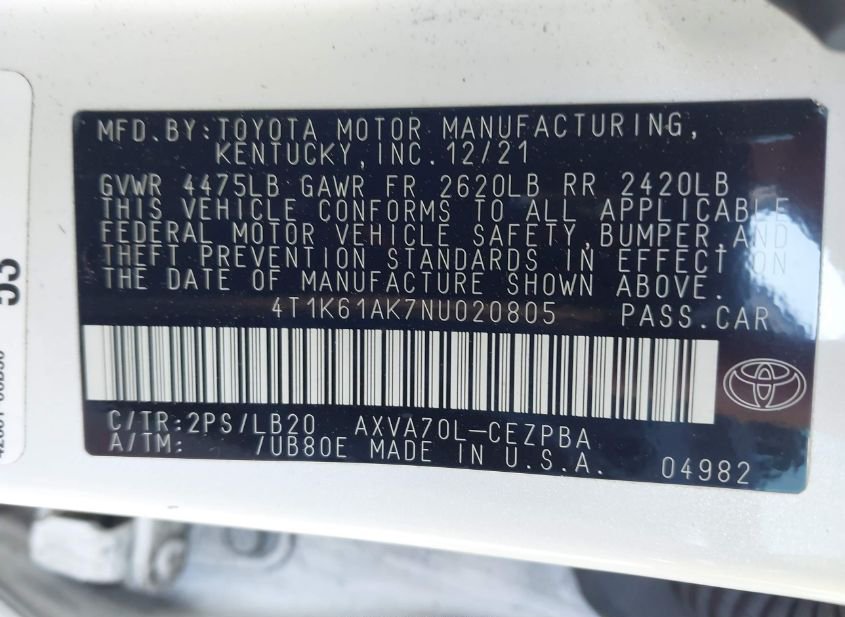 MFD.BY:TOYOTA MOTOR MANUFACTURING,
KENTUCKY,INC.12/21
GVWR 4475LB GAWR FR 2620LB RR 2420LB
THIS VEHICLE CONFORMS TO ALL APPLICABLE
FEDERAL MOTOR VEHICLE SAFETY,BUMPER,AND
THEFT PREVENTION STANDARDS IN EFFECT ON
THE DATE OF MANUFACTURE SHOWN ABOVE.
4T1K61AK7NU020805 PASS.CAR
C/TR:2PS/LB20 AXVA70L-CEZPBA
A/TM: /UB80E MADE IN U.S.A. 04982
53